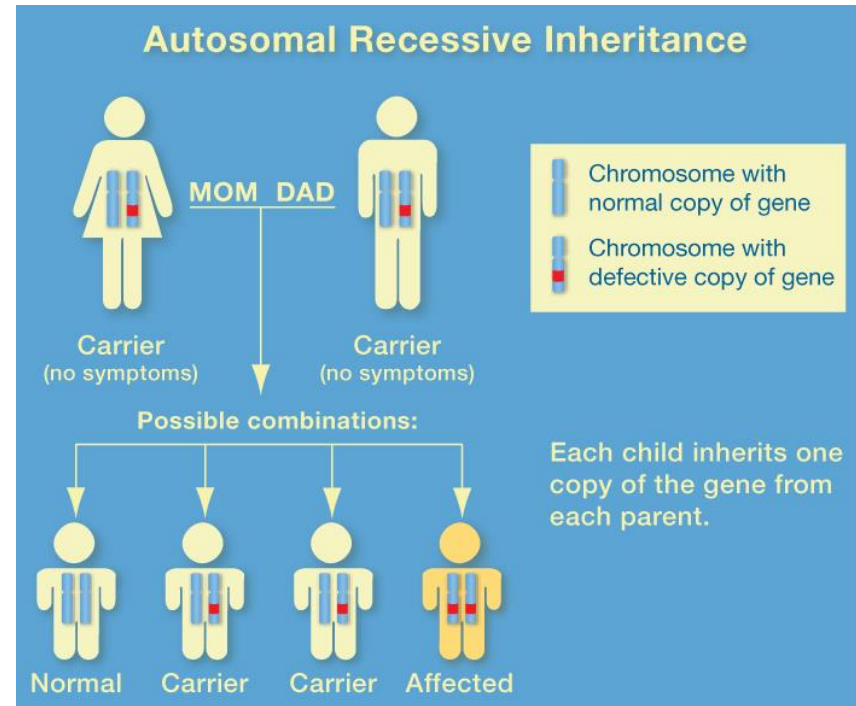 Autosomal Recessive Inheritance
MOM DAD
Chromosome with
normal copy of gene
Chromosome with
defective copy of gene
Carrier
(no symptoms)
Carrier
(no symptoms)
Possible combinations:
Each child inherits one
copy of the gene from
each parent.
Normal
Carrier
Carrier
Affected